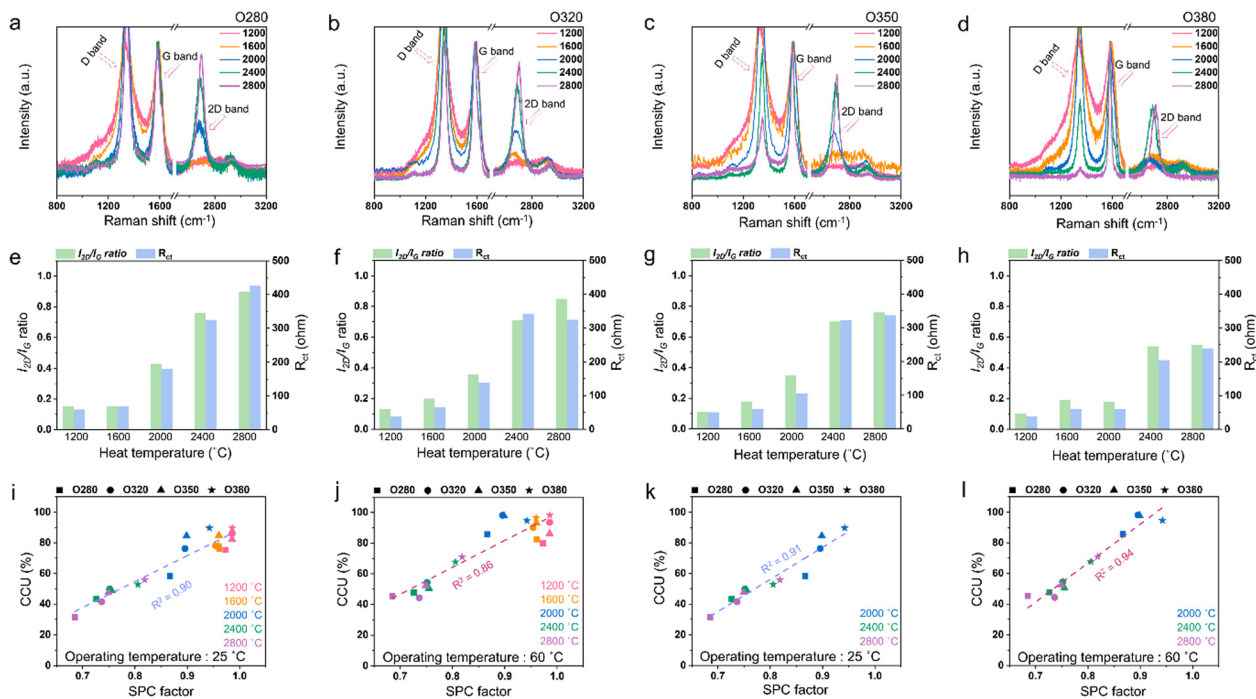 a
O280
D band
G band
2D band
1200
1600
2000
2400
2800
Intensity (a.u.)
800
1200
1600
2800
3200
Raman shift (cm⁻¹)
b
O320
D band
G band
2D band
1200
1600
2000
2400
2800
Intensity (a.u.)
800
1200
1600
2800
3200
Raman shift (cm⁻¹)
c
O350
D band
G band
2D band
1200
1600
2000
2400
2800
Intensity (a.u.)
800
1200
1600
2800
3200
Raman shift (cm⁻¹)
d
O380
D band
G band
2D band
1200
1600
2000
2400
2800
Intensity (a.u.)
800
1200
1600
2800
3200
Raman shift (cm⁻¹)
e
I2D/IG ratio
Rct
1.0
0.8
0.6
0.4
0.2
0.0
I2D/IG ratio
500
400
300
200
100
0
Rct (ohm)
1200
1600
2000
2400
2800
Heat temperature (˚C)
f
I2D/IG ratio
Rct
1.0
0.8
0.6
0.4
0.2
0.0
I2D/IG ratio
500
400
300
200
100
0
Rct (ohm)
1200
1600
2000
2400
2800
Heat temperature (˚C)
g
I2D/IG ratio
Rct
1.0
0.8
0.6
0.4
0.2
0.0
I2D/IG ratio
500
400
300
200
100
0
Rct (ohm)
1200
1600
2000
2400
2800
Heat temperature (˚C)
h
I2D/IG ratio
Rct
1.0
0.8
0.6
0.4
0.2
0.0
I2D/IG ratio
500
400
300
200
100
0
Rct (ohm)
1200
1600
2000
2400
2800
Heat temperature (˚C)
i
O280
O320
O350
O380
100
80
60
40
20
0
CCU (%)
R² = 0.90
1200 ˚C
1600 ˚C
2000 ˚C
2400 ˚C
2800 ˚C
Operating temperature : 25 ˚C
0.7
0.8
0.9
1.0
SPC factor
j
O280
O320
O350
O380
100
80
60
40
20
0
CCU (%)
R² = 0.86
1200 ˚C
1600 ˚C
2000 ˚C
2400 ˚C
2800 ˚C
Operating temperature : 60 ˚C
0.7
0.8
0.9
1.0
SPC factor
k
O280
O320
O350
O380
100
80
60
40
20
0
CCU (%)
R² = 0.91
2000 ˚C
2400 ˚C
2800 ˚C
Operating temperature : 25 ˚C
0.7
0.8
0.9
1.0
SPC factor
l
O280
O320
O350
O380
100
80
60
40
20
0
CCU (%)
R² = 0.94
2000 ˚C
2400 ˚C
2800 ˚C
Operating temperature : 60 ˚C
0.7
0.8
0.9
1.0
SPC factor